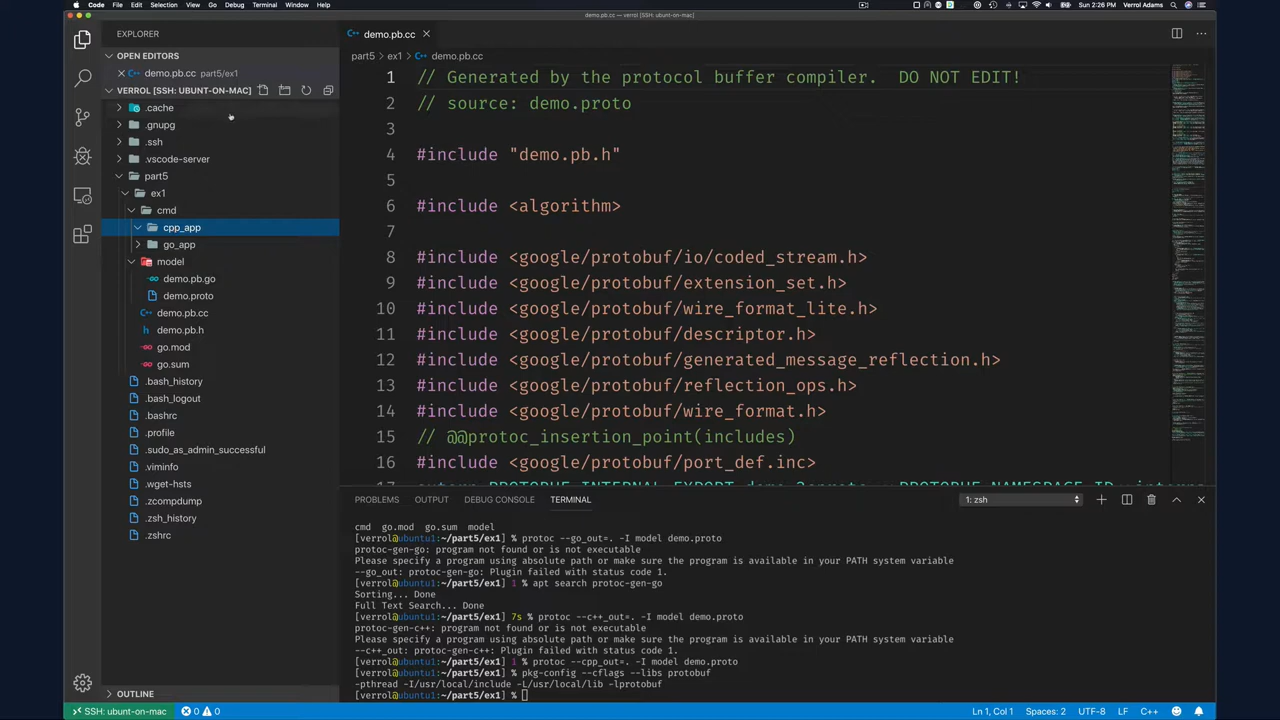 Code File Edit Selection View Go Debug Terminal Window Help Sun 2:26 PM Verrol Adams
demo.pb.cc — verrol [SSH: ubunt-on-mac]
EXPLORER
OPEN EDITORS
demo.pb.cc part5/ex1
VERROL [SSH: UBUNT-ON-MAC]
.cache
.gnupg
.ssh
.vscode-server
part5
ex1
cmd
cpp_app
go_app
model
demo.pb.go
demo.proto
demo.pb.cc
demo.pb.h
go.mod
go.sum
.bash_history
.bash_logout
.bashrc
.profile
.sudo_as_admin_successful
.viminfo
.wget-hsts
.zcompdump
.zsh_history
.zshrc
OUTLINE
demo.pb.cc
part5 ex1 demo.pb.cc
1 // Generated by the protocol buffer compiler.  DO NOT EDIT!
2 // source: demo.proto
3
4 #include "demo.pb.h"
5
6 #include <algorithm>
7
8 #include <google/protobuf/io/coded_stream.h>
9 #include <google/protobuf/extension_set.h>
10 #include <google/protobuf/wire_format_lite.h>
11 #include <google/protobuf/descriptor.h>
12 #include <google/protobuf/generated_message_reflection.h>
13 #include <google/protobuf/reflection_ops.h>
14 #include <google/protobuf/wire_format.h>
15 // @@protoc_insertion_point(includes)
16 #include <google/protobuf/port_def.inc>
17
PROBLEMS OUTPUT DEBUG CONSOLE TERMINAL 1: zsh
cmd go.mod go.sum model
[verrol@ubuntu1:~/part5/ex1] % protoc --go_out=. -I model demo.proto
protoc-gen-go: program not found or is not executable
Please specify a program using absolute path or make sure the program is available in your PATH system variable
--go_out: protoc-gen-go: Plugin failed with status code 1.
[verrol@ubuntu1:~/part5/ex1] 1 % apt search protoc-gen-go
Sorting... Done
Full Text Search... Done
[verrol@ubuntu1:~/part5/ex1] 7s % protoc --c++_out=. -I model demo.proto
protoc-gen-c++: program not found or is not executable
Please specify a program using absolute path or make sure the program is available in your PATH system variable
--c++_out: protoc-gen-c++: Plugin failed with status code 1.
[verrol@ubuntu1:~/part5/ex1] 1 % protoc --cpp_out=. -I model demo.proto
[verrol@ubuntu1:~/part5/ex1] % pkg-config --cflags --libs protobuf
-pthread -I/usr/local/include -L/usr/local/lib -lprotobuf
[verrol@ubuntu1:~/part5/ex1] %
SSH: ubunt-on-mac 0 0 Ln 1, Col 1 Spaces: 2 UTF-8 LF C++